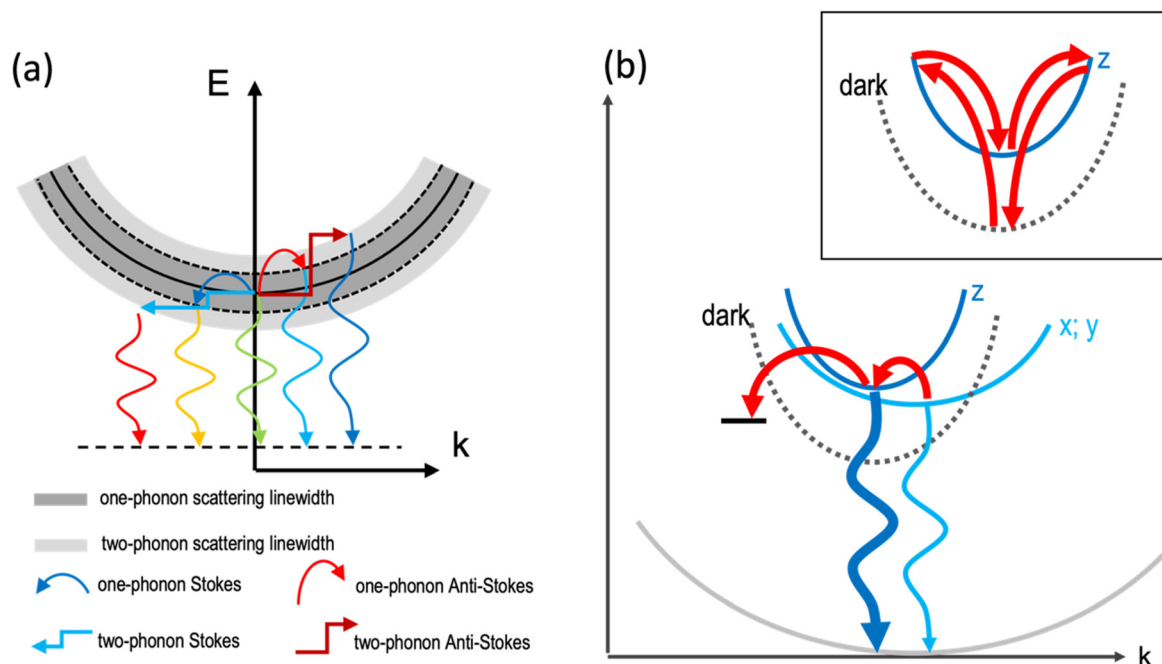 (a)
E
k
one-phonon scattering linewidth
two-phonon scattering linewidth
one-phonon Stokes
one-phonon Anti-Stokes
two-phonon Stokes
two-phonon Anti-Stokes
(b)
dark
z
dark
z
x; y
k